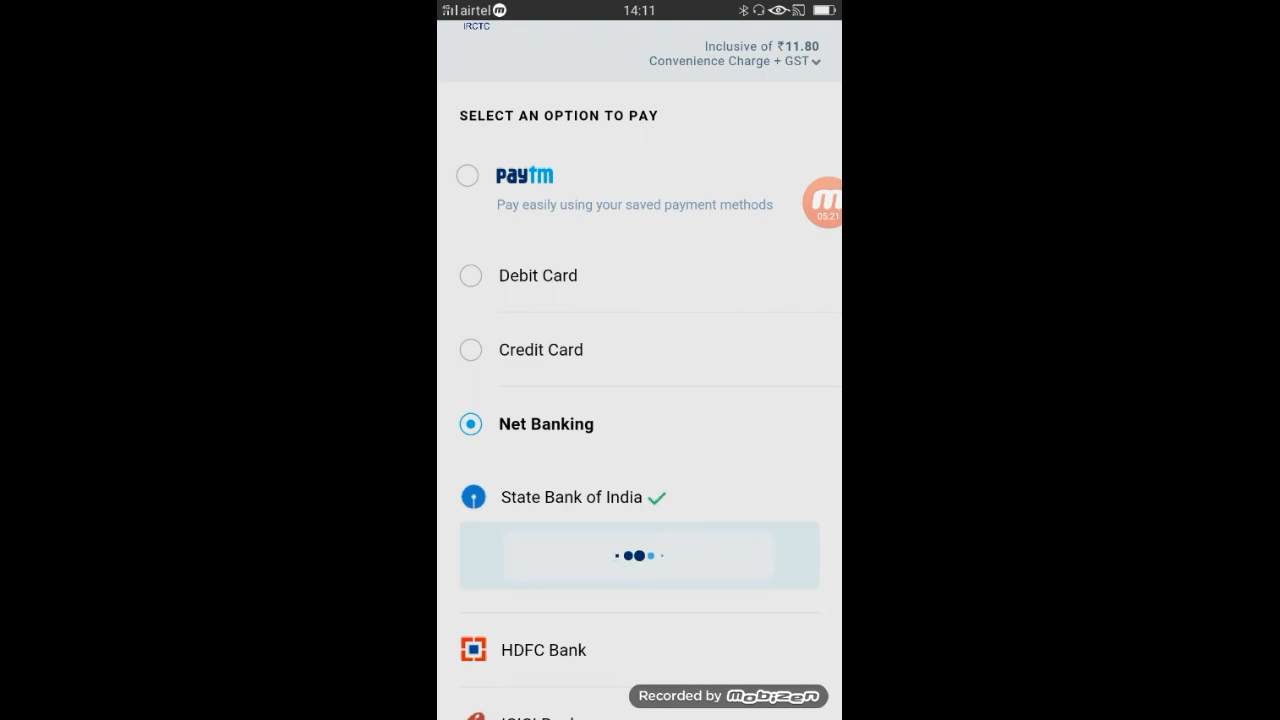 airtel
14:11
IRCTC
Inclusive of ₹11.80
Convenience Charge + GST
SELECT AN OPTION TO PAY
paytm
Pay easily using your saved payment methods
05:21
Debit Card
Credit Card
Net Banking
State Bank of India
HDFC Bank
Recorded by mobizen